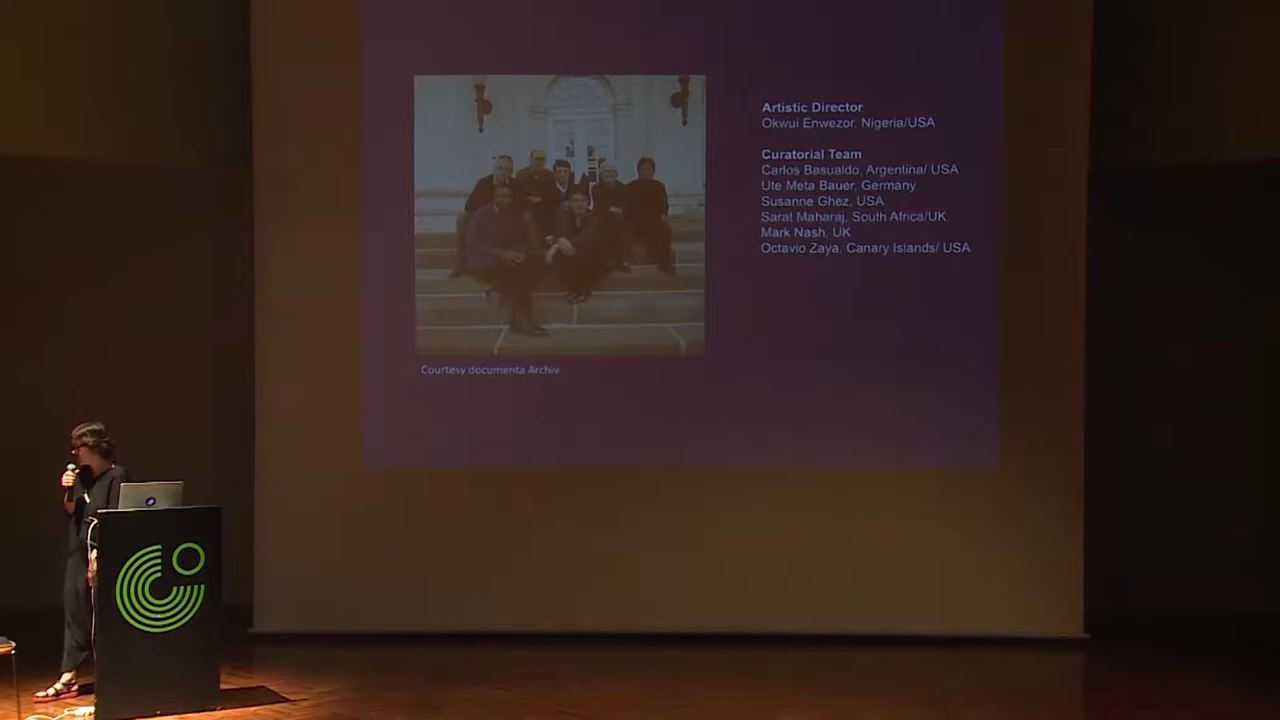 Artistic Director
Okwui Enwezor, Nigeria/USA
Curatorial Team
Carlos Basualdo, Argentina/ USA
Ute Meta Bauer, Germany
Susanne Ghez, USA
Sarat Maharaj, South Africa/UK
Mark Nash, UK
Octavio Zaya, Canary Islands/ USA
Courtesy documenta Archiv